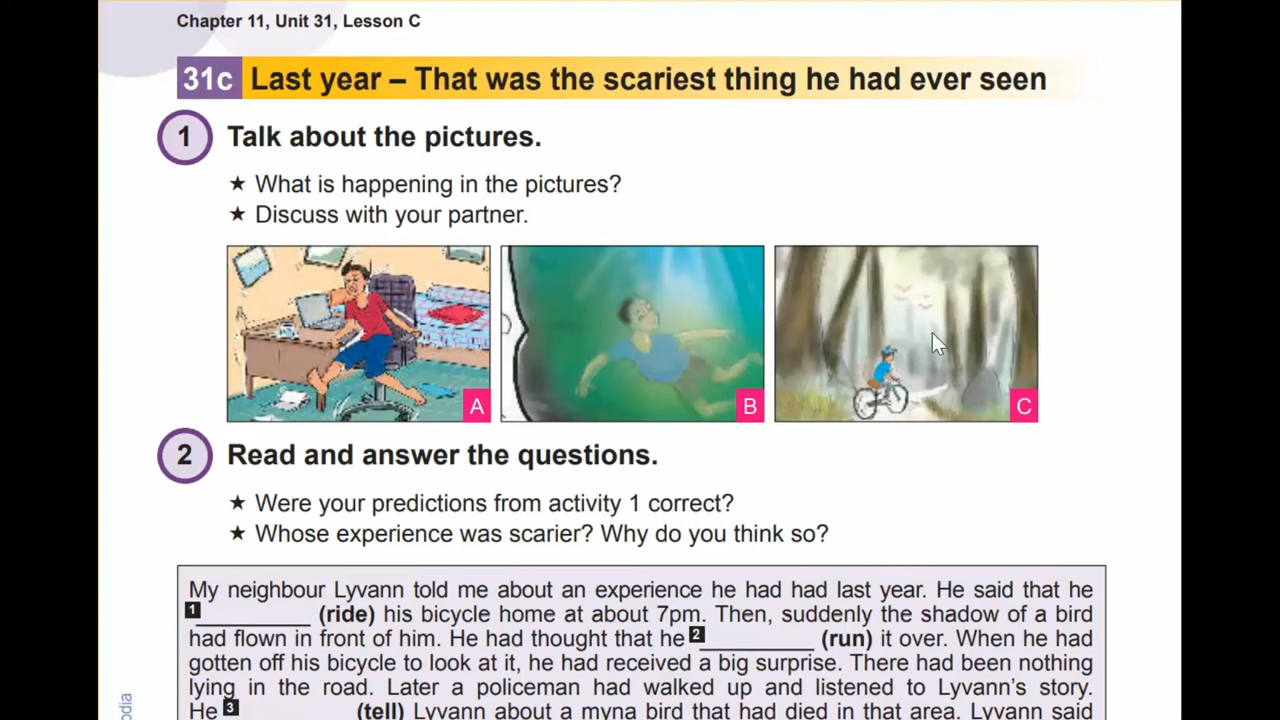 Chapter 11, Unit 31, Lesson C
31c Last year – That was the scariest thing he had ever seen
1 Talk about the pictures.
★ What is happening in the pictures?
★ Discuss with your partner.
A B C
2 Read and answer the questions.
★ Were your predictions from activity 1 correct?
★ Whose experience was scarier? Why do you think so?
My neighbour Lyvann told me about an experience he had had last year. He said that he
1 __________ (ride) his bicycle home at about 7pm. Then, suddenly the shadow of a bird
had flown in front of him. He had thought that he 2 __________ (run) it over. When he had
gotten off his bicycle to look at it, he had received a big surprise. There had been nothing
lying in the road. Later a policeman had walked up and listened to Lyvann's story.
He 3 __________ (tell) Lyvann about a myna bird that had died in that area. Lyvann said